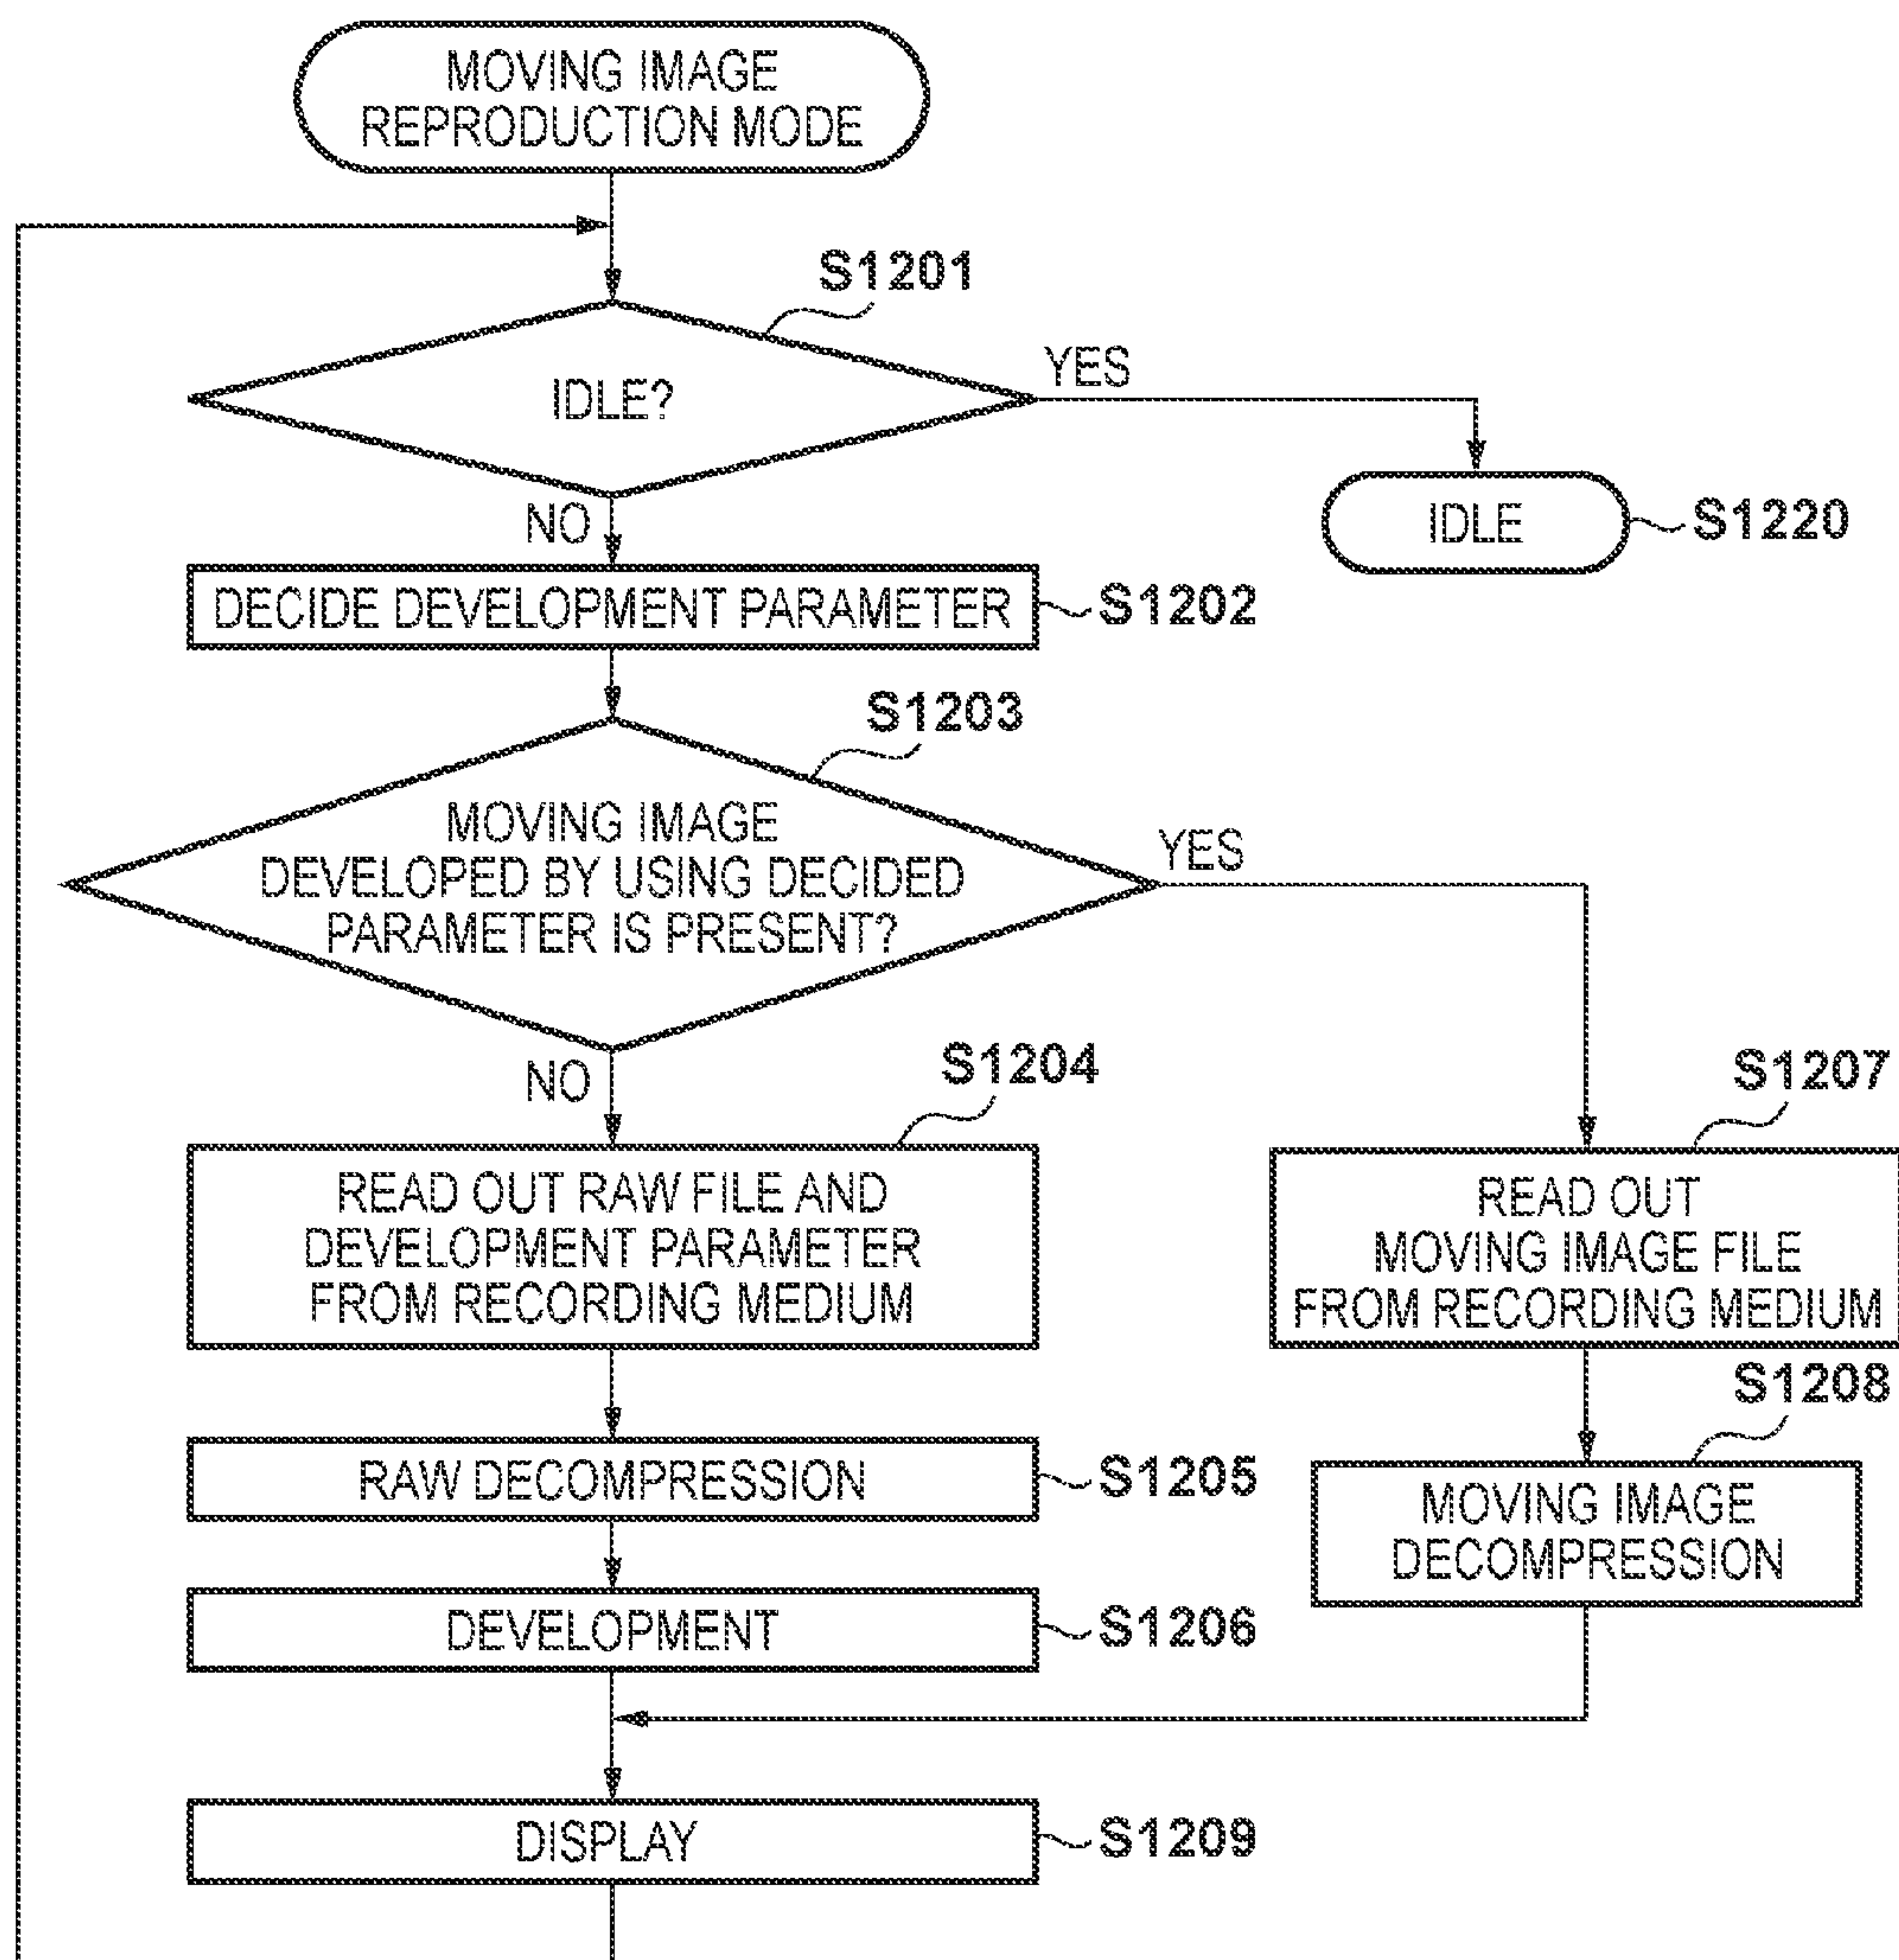 MOVING IMAGE
REPRODUCTION MODE
S1201
IDLE?
YES
NO
IDLE
S1220
DECIDE DEVELOPMENT PARAMETER
S1202
S1203
MOVING IMAGE
DEVELOPED BY USING DECIDED
PARAMETER IS PRESENT?
YES
NO
S1204
READ OUT RAW FILE AND
DEVELOPMENT PARAMETER
FROM RECORDING MEDIUM
S1207
READ OUT
MOVING IMAGE FILE
FROM RECORDING MEDIUM
RAW DECOMPRESSION
S1205
S1208
MOVING IMAGE
DECOMPRESSION
DEVELOPMENT
S1206
DISPLAY
S1209